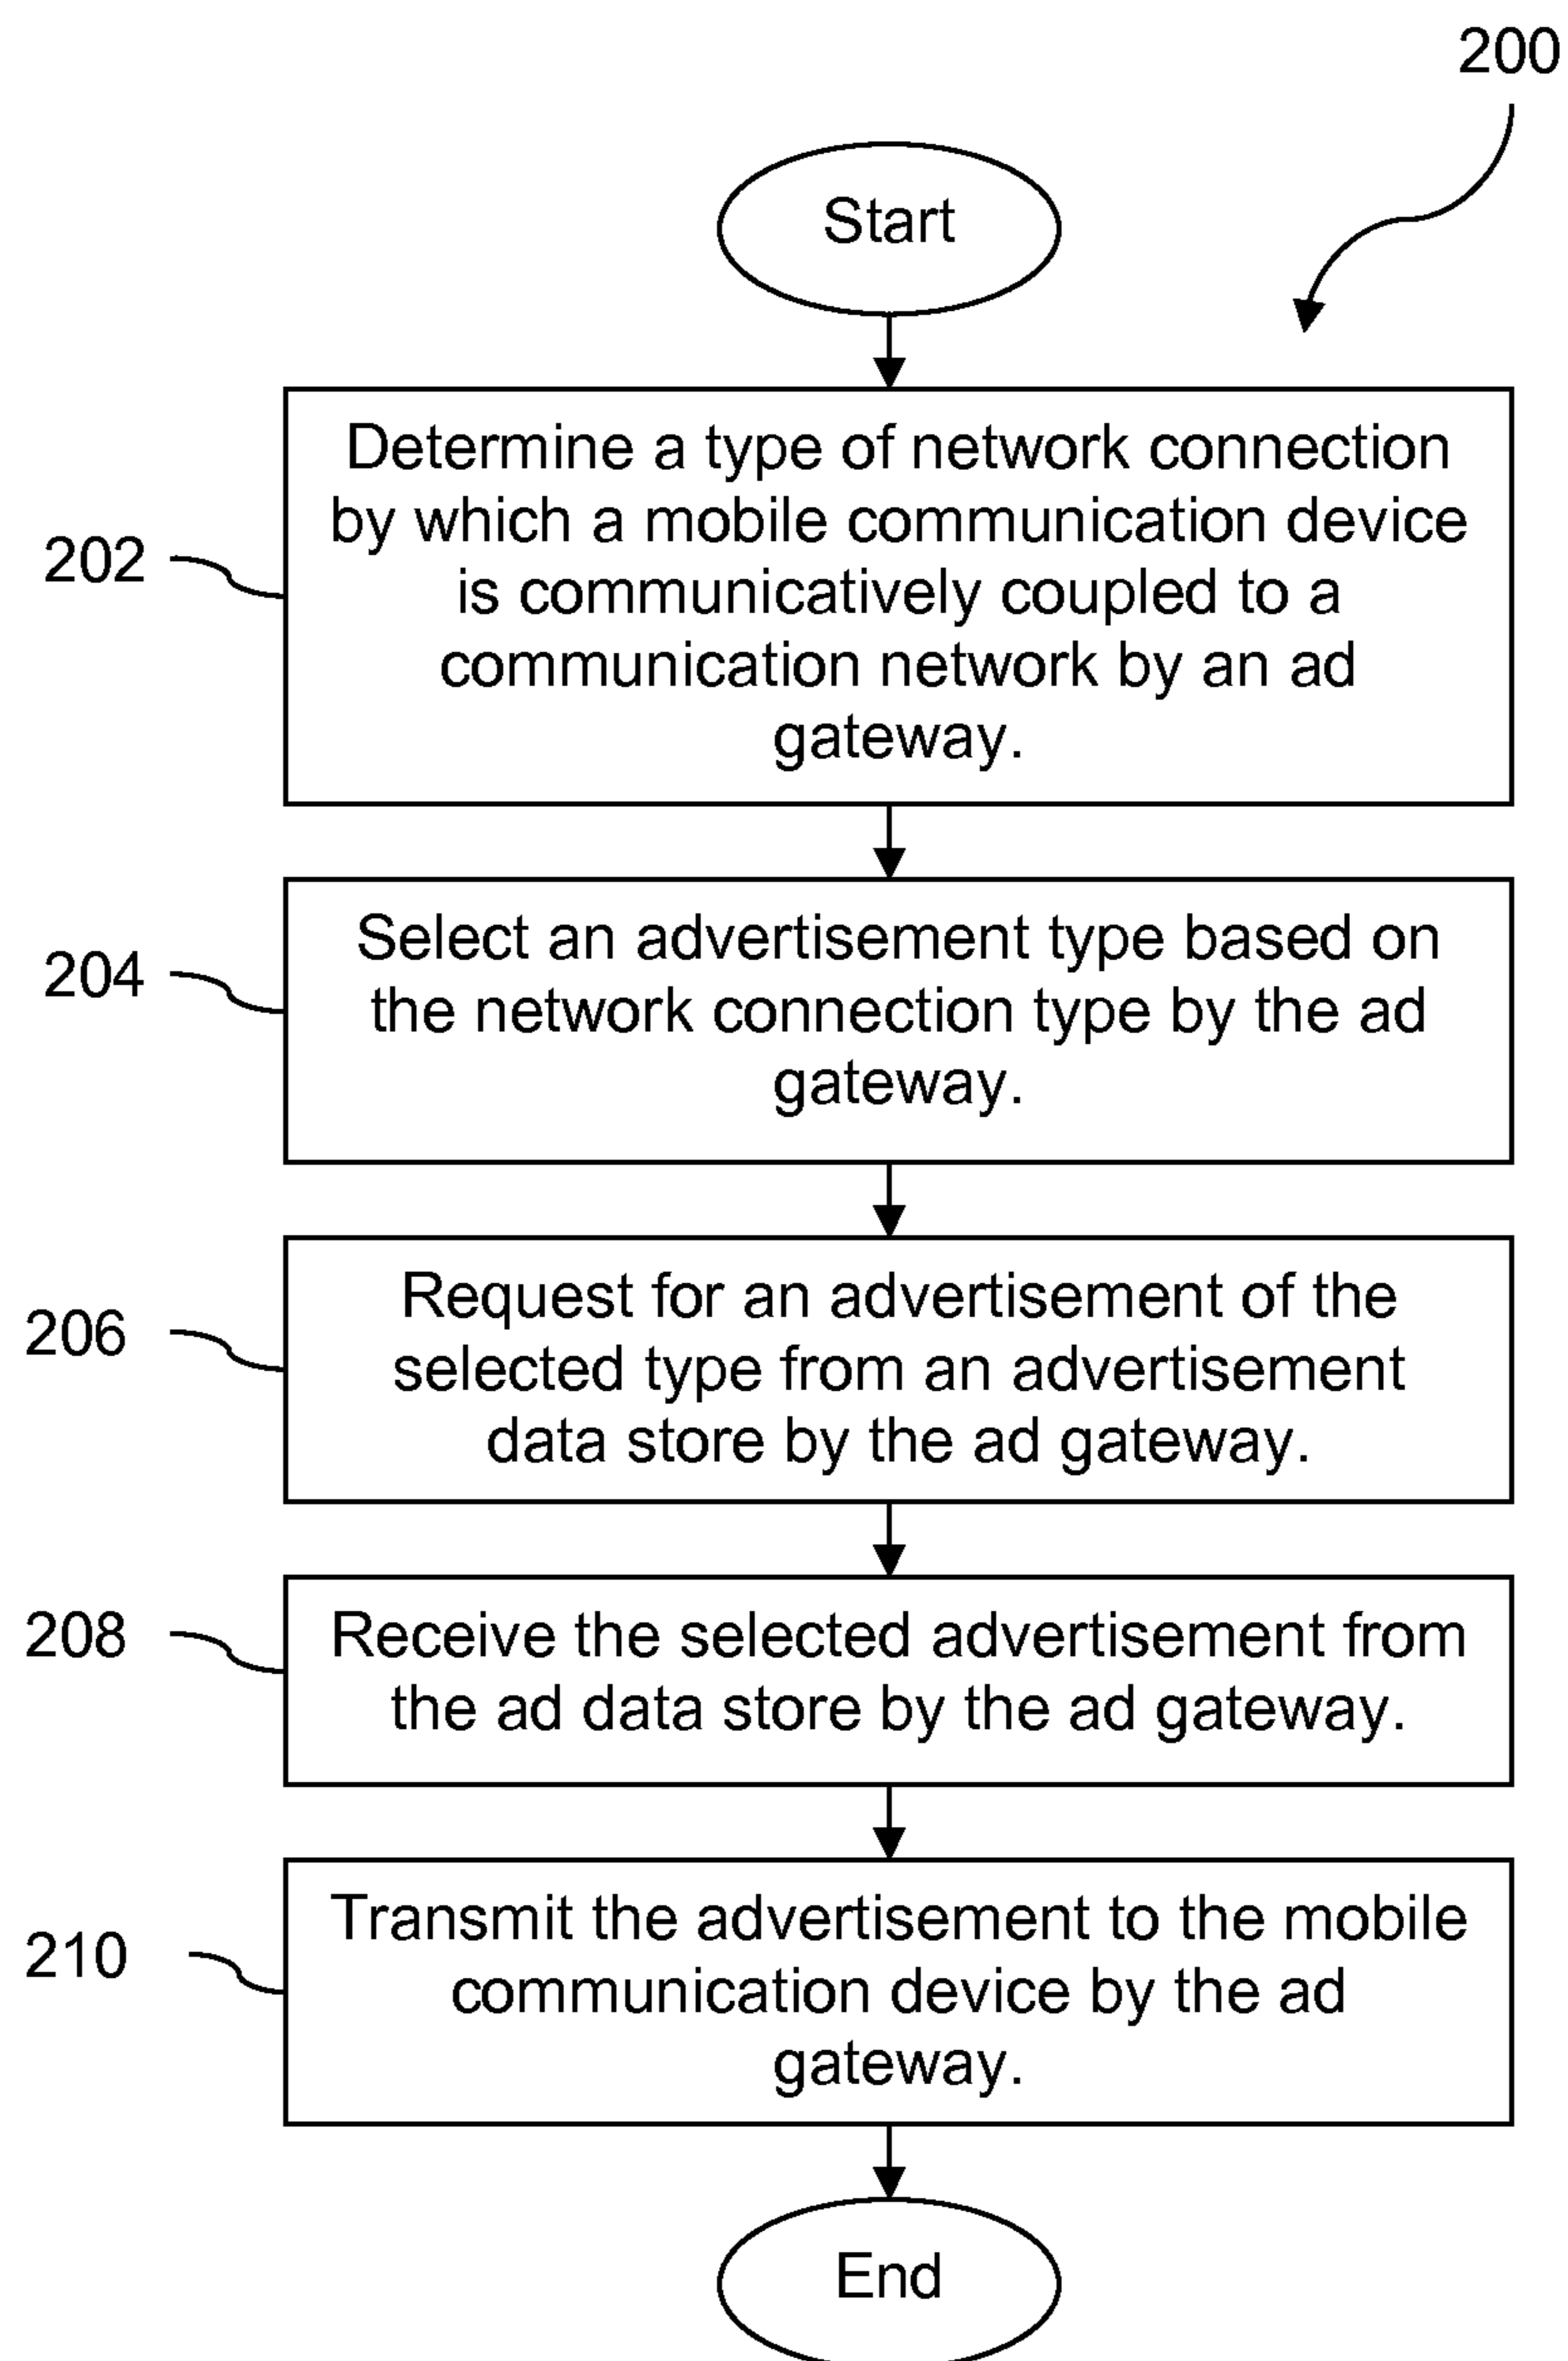 200
Start
202
Determine a type of network connection
by which a mobile communication device
is communicatively coupled to a
communication network by an ad
gateway.
204
Select an advertisement type based on
the network connection type by the ad
gateway.
206
Request for an advertisement of the
selected type from an advertisement
data store by the ad gateway.
208
Receive the selected advertisement from
the ad data store by the ad gateway.
210
Transmit the advertisement to the mobile
communication device by the ad
gateway.
End